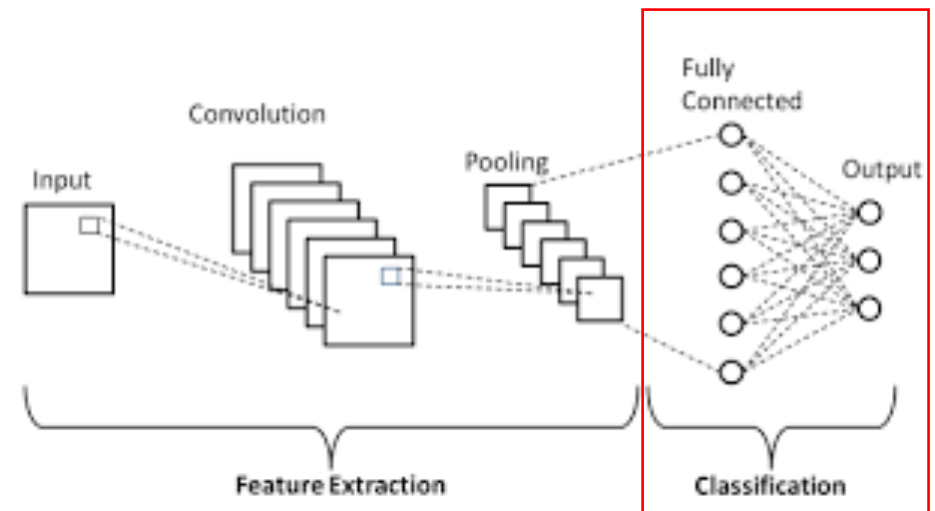 Input
Convolution
Pooling
Fully
Connected
Output
Feature Extraction
Classification